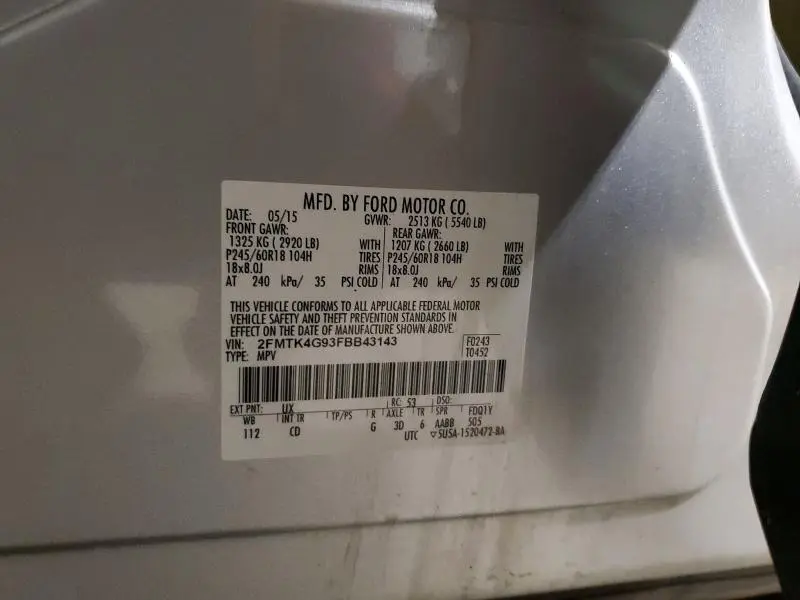 MFD. BY FORD MOTOR CO.
DATE: 05/15 GVWR: 2513 KG ( 5540 LB)
FRONT GAWR: REAR GAWR:
1325 KG ( 2920 LB) WITH 1207 KG ( 2660 LB) WITH
P245/60R18 104H TIRES P245/60R18 104H TIRES
18x8.0J RIMS 18x8.0J RIMS
AT 240 kPa/ 35 PSI COLD AT 240 kPa/ 35 PSI COLD
THIS VEHICLE CONFORMS TO ALL APPLICABLE FEDERAL MOTOR
VEHICLE SAFETY AND THEFT PREVENTION STANDARDS IN
EFFECT ON THE DATE OF MANUFACTURE SHOWN ABOVE.
VIN: 2FMTK4G93FBB43143 F0243
TYPE: MPV T0452
EXT PNT: UX RC: 53 DSO:
WB INT TR TP/PS R AXLE TR SPR FDQ1Y
112 CD G 3D 6 AABB 505
UTC ▽5USA-1520472-BA